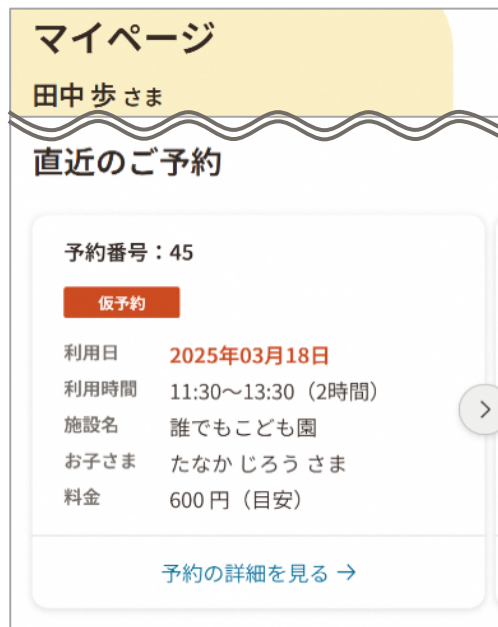 マイページ
田中 歩 さま
直近のご予約
予約番号：45
仮予約
利用日 2025年03月18日
利用時間 11:30〜13:30（2時間）
施設名 誰でもこども園
お子さま たなか じろう さま
料金 600 円（目安）
予約の詳細を見る →